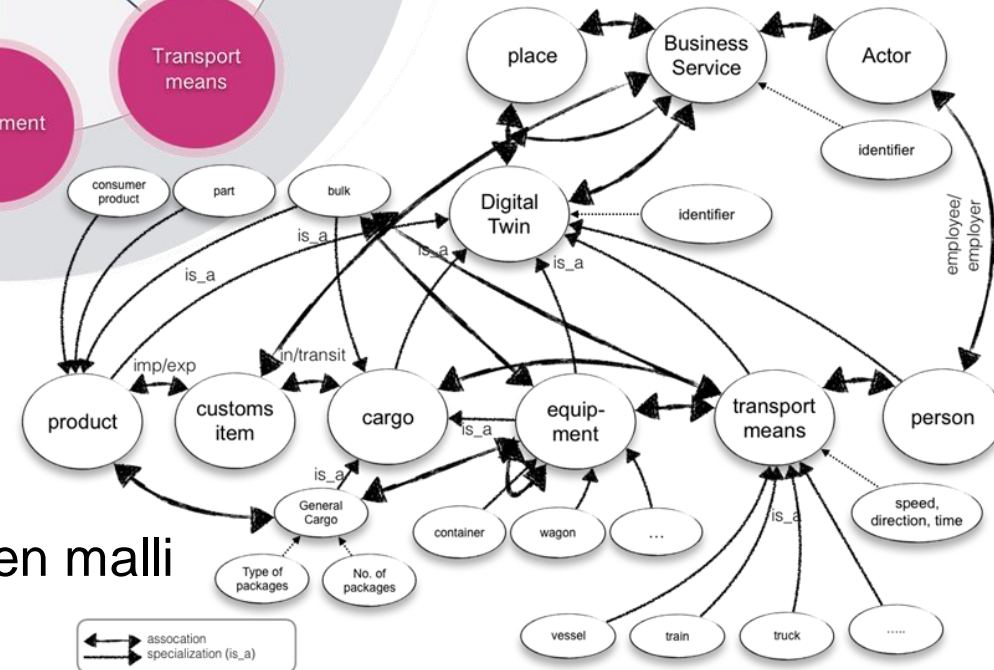 Transport
means
ment
place
Business
Service
Actor
identifier
consumer
product
part
bulk
Digital
Twin
identifier
employee/
employer
is_a
is_a
is_a
is_a
imp/exp
in/transit
product
customs
item
cargo
equip-
ment
transport
means
person
is_a
is_a
General
Cargo
container
wagon
...
is_a
speed,
direction, time
en malli
Type of
packages
No. of
packages
vessel
train
truck
.....
assocation
specialization (is_a)